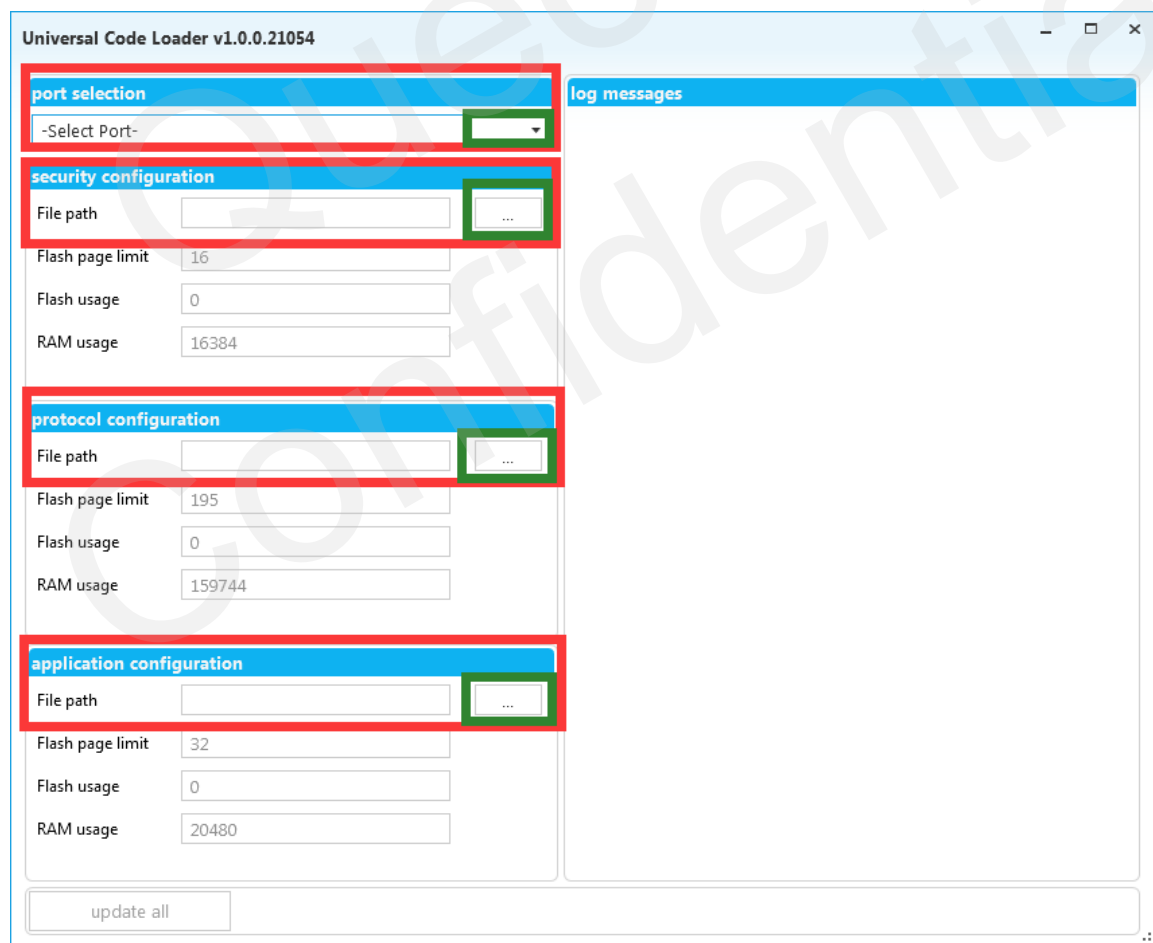 Universal Code Loader v1.0.0.21054
port selection
-Select Port-
security configuration
File path ...
Flash page limit 16
Flash usage 0
RAM usage 16384
protocol configuration
File path ...
Flash page limit 195
Flash usage 0
RAM usage 159744
application configuration
File path ...
Flash page limit 32
Flash usage 0
RAM usage 20480
update all
log messages
Confidential